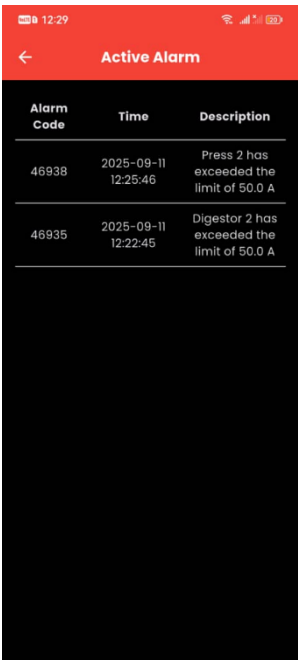 12:29
Active Alarm
Alarm Code
Time
Description
46938
2025-09-11
12:25:46
Press 2 has
exceeded the
limit of 50.0 A
46935
2025-09-11
12:22:45
Digestor 2 has
exceeded the
limit of 50.0 A